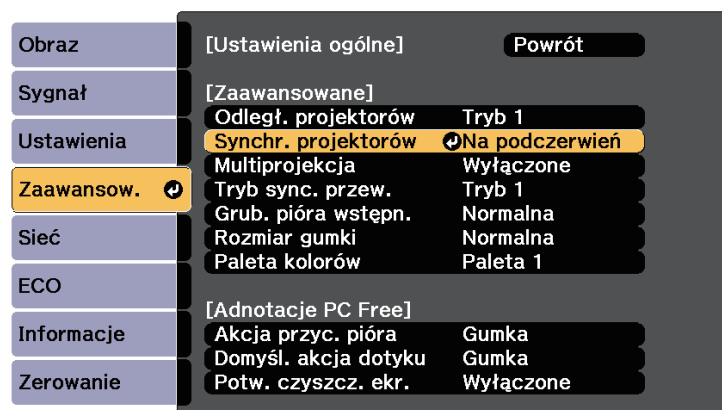 Obraz
Sygnał
Ustawienia
Zaawansow.
Sieć
ECO
Informacje
Zerowanie
[Ustawienia ogólne] Powrót
[Zaawansowane]
Odległ. projektorów Tryb 1
Synchr. projektorów Na podczerwień
Multiprojekcja Wyłączone
Tryb sync. przew. Tryb 1
Grub. pióra wstępn. Normalna
Rozmiar gumki Normalna
Paleta kolorów Paleta 1
[Adnotacje PC Free]
Akcja przyc. pióra Gumka
Domyśl. akcja dotyku Gumka
Potw. czyszcz. ekr. Wyłączone